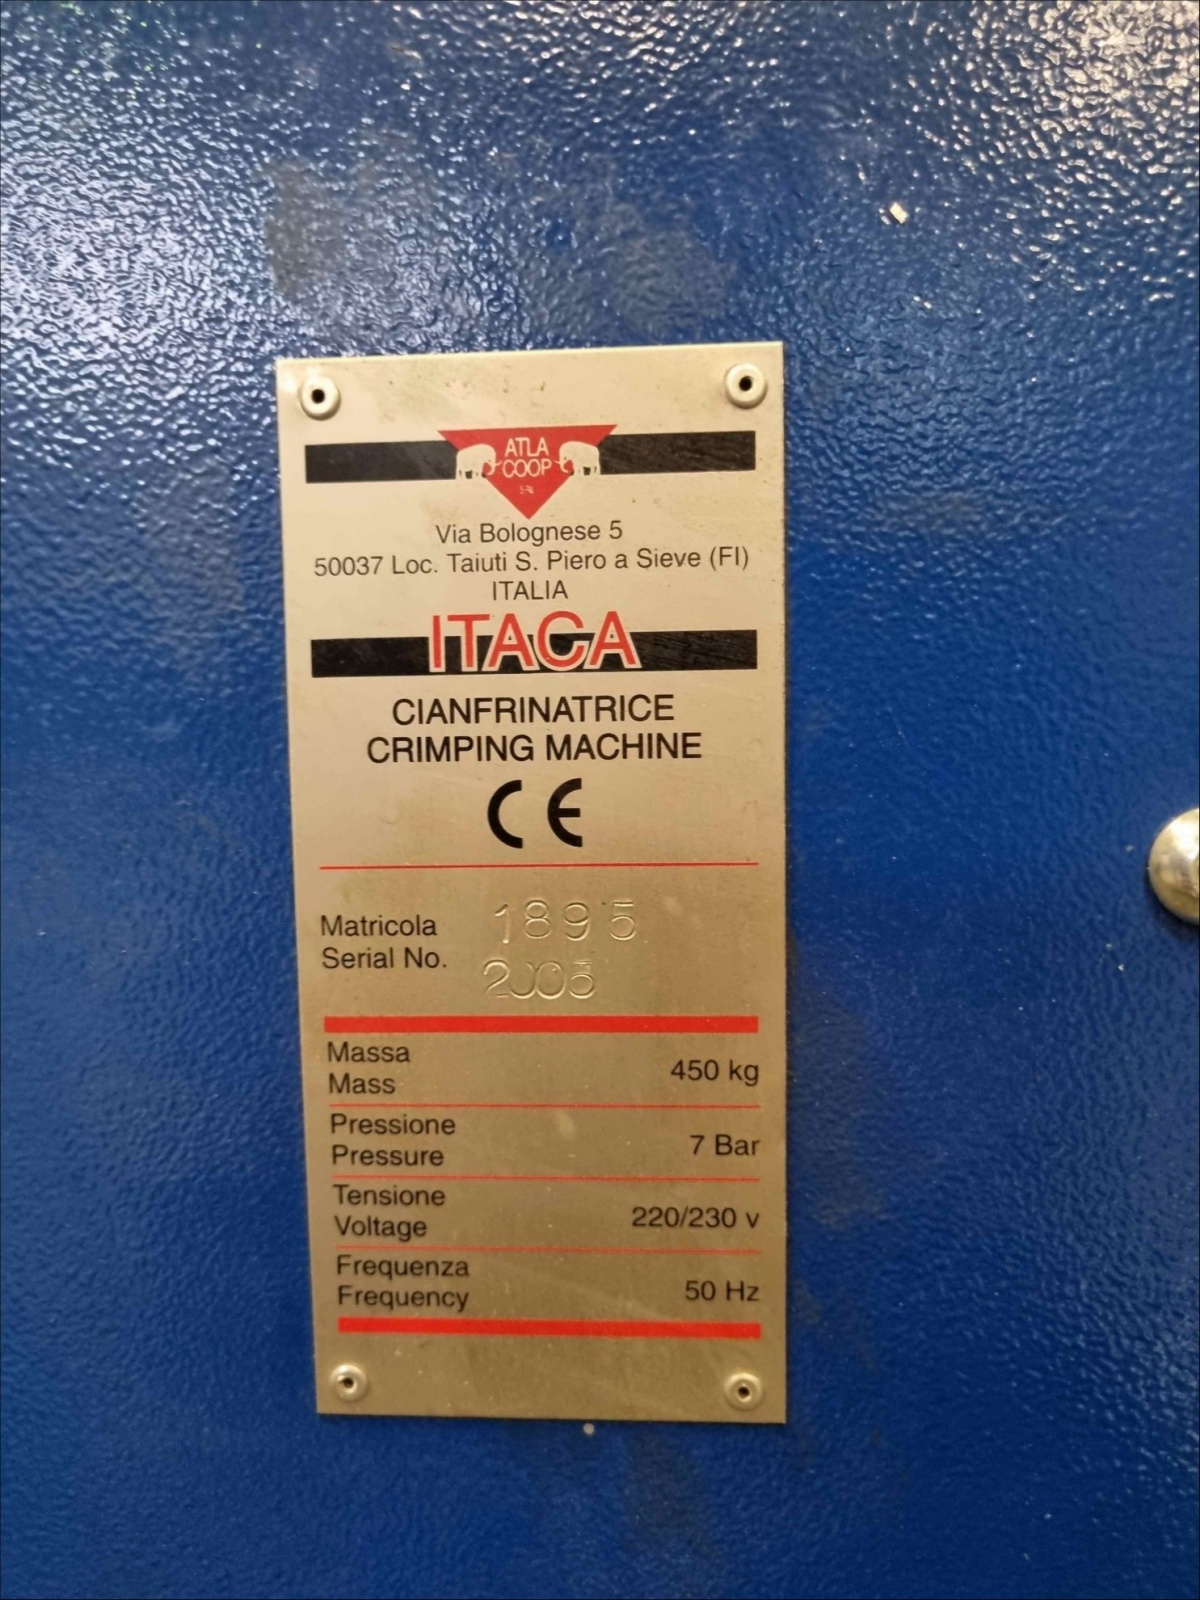 ATLA
COOP
Via Bolognese 5
50037 Loc. Taiuti S. Piero a Sieve (FI)
ITALIA
ITACA
CIANFRINATRICE
CRIMPING MACHINE
CE
Matricola 1895
Serial No. 2005
Massa
Mass 450 kg
Pressione
Pressure 7 Bar
Tensione
Voltage 220/230 v
Frequenza
Frequency 50 Hz